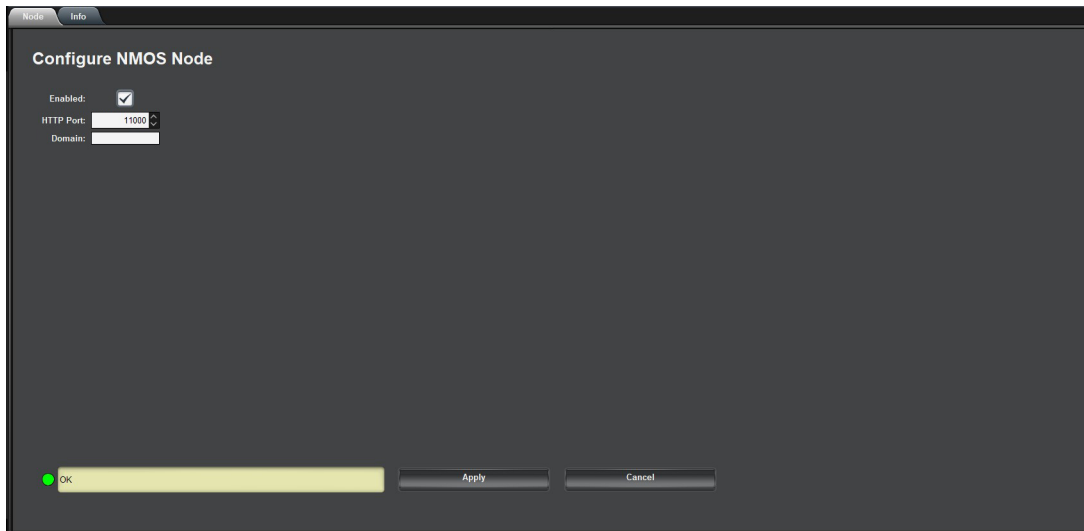 Node Info
Configure NMOS Node
Enabled:
HTTP Port: 11000
Domain:
OK Apply Cancel